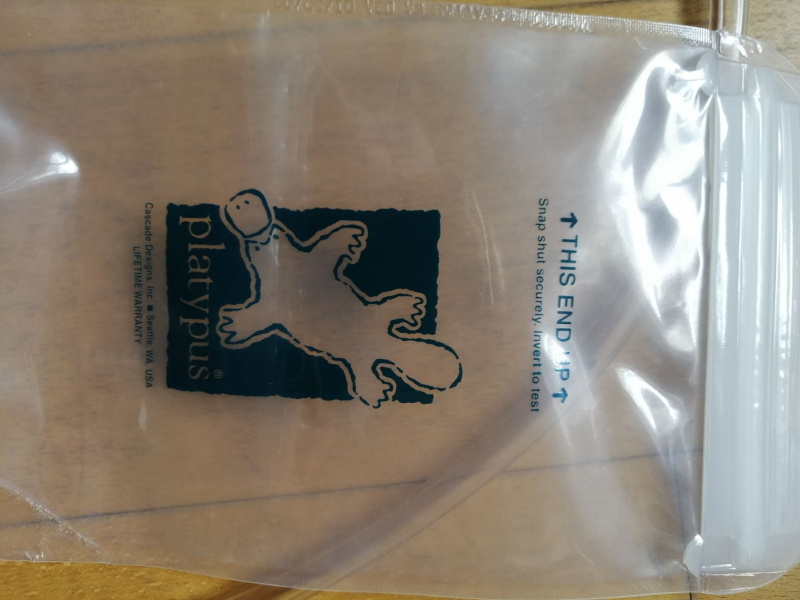 ↑ THIS END UP ↑
Snap shut securely. Invert to test
platypus®
Cascade Designs, Inc. ■ Seattle, WA USA
LIFETIME WARRANTY